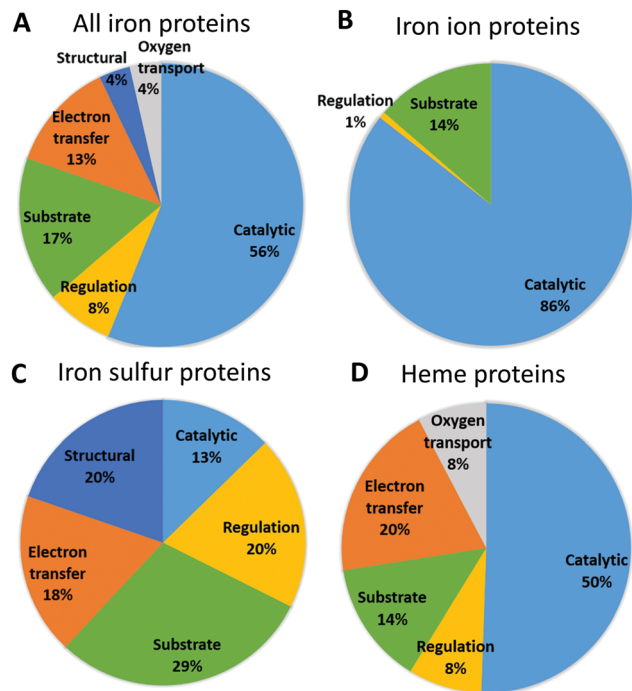 A
All iron proteins
Structural
4%
Oxygen
transport
4%
Electron
transfer
13%
Substrate
17%
Regulation
8%
Catalytic
56%
B
Iron ion proteins
Regulation
1%
Substrate
14%
Catalytic
86%
C
Iron sulfur proteins
Structural
20%
Catalytic
13%
Regulation
20%
Electron
transfer
18%
Substrate
29%
D
Heme proteins
Oxygen
transport
8%
Electron
transfer
20%
Catalytic
50%
Substrate
14%
Regulation
8%